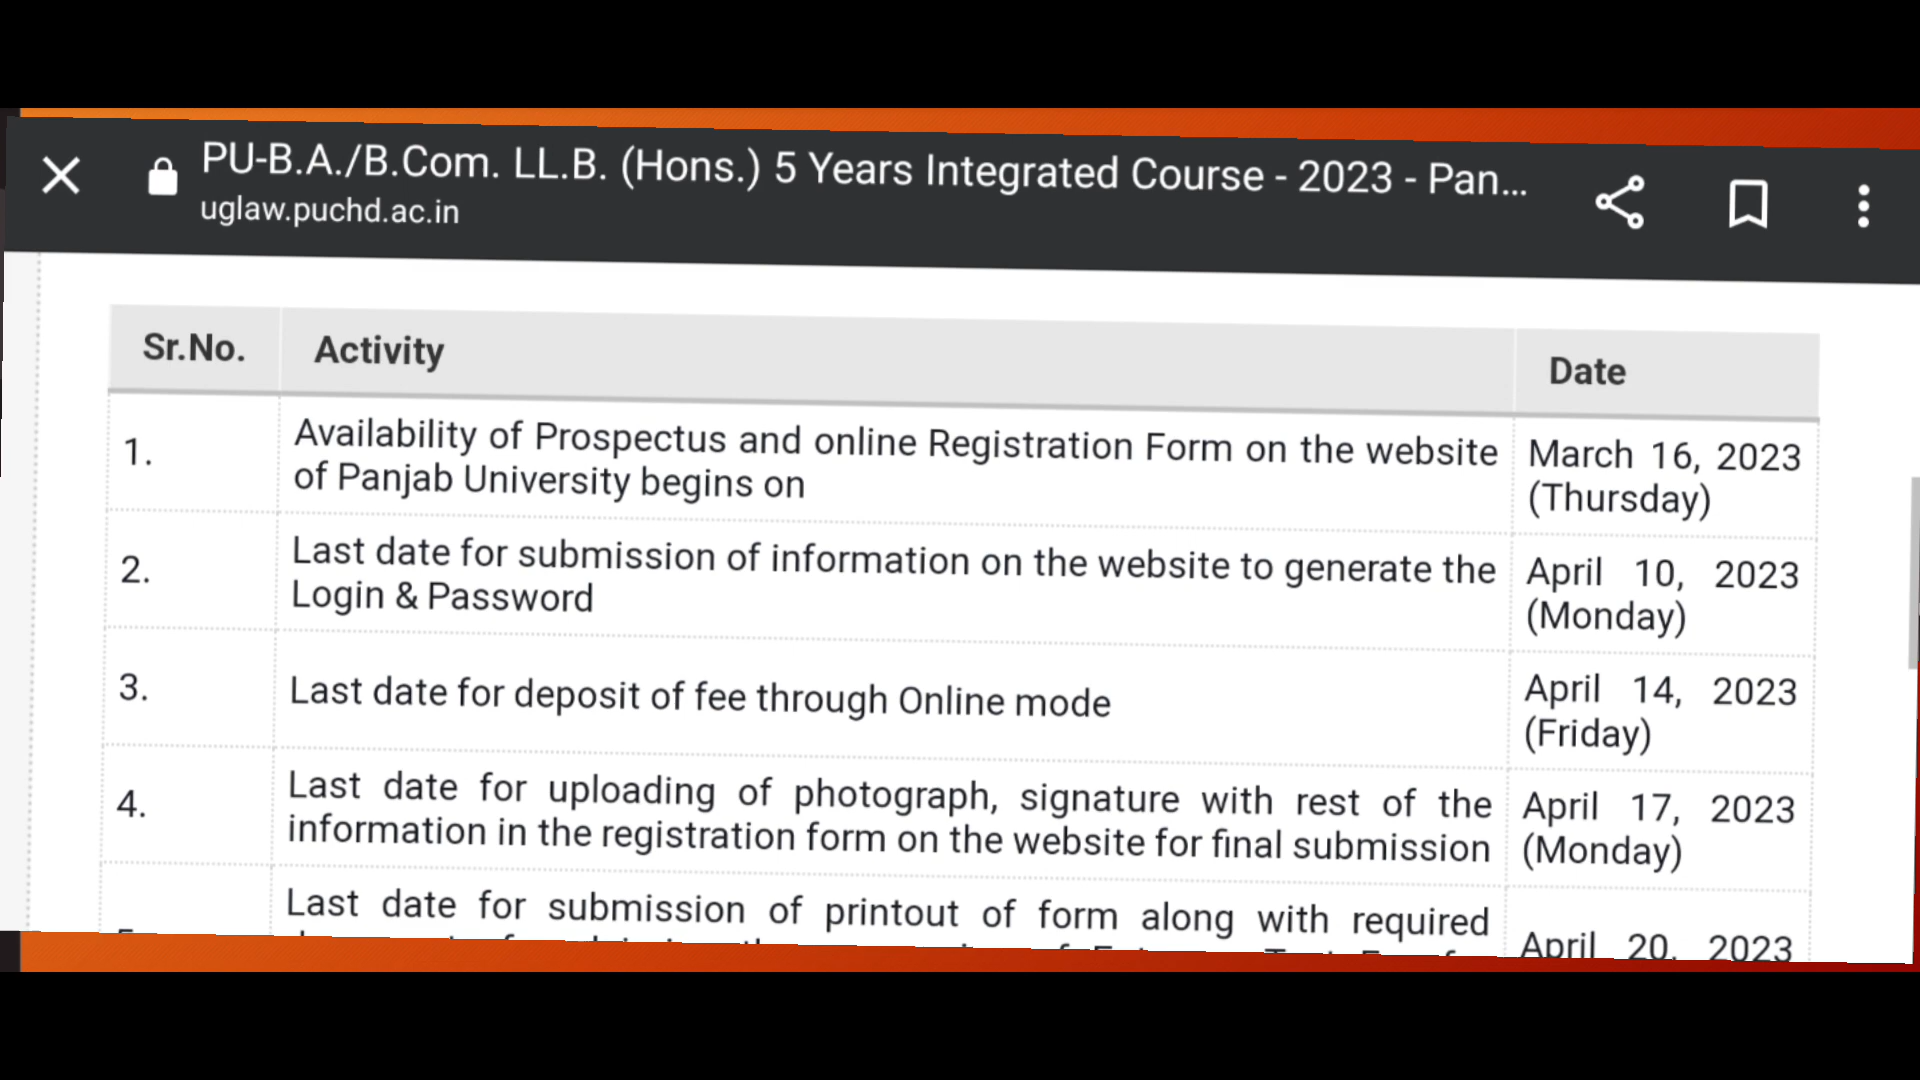 PU-B.A./B.Com. LL.B. (Hons.) 5 Years Integrated Course - 2023 - Pan...
uglaw.puchd.ac.in
Sr.No. Activity Date
1. Availability of Prospectus and online Registration Form on the website March 16, 2023
of Panjab University begins on (Thursday)
2. Last date for submission of information on the website to generate the April 10, 2023
Login & Password (Monday)
3. Last date for deposit of fee through Online mode April 14, 2023
(Friday)
4. Last date for uploading of photograph, signature with rest of the April 17, 2023
information in the registration form on the website for final submission (Monday)
Last date for submission of printout of form along with required
April 20, 2023